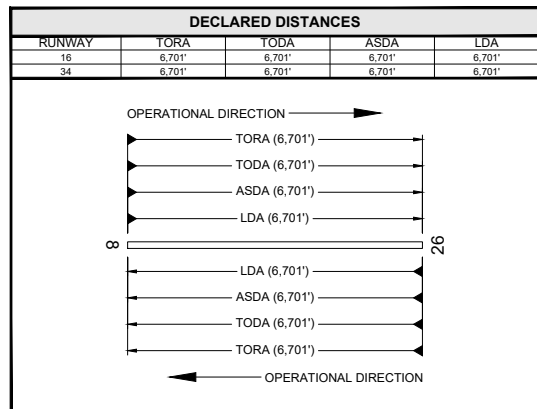 DECLARED DISTANCES
RUNWAY TORA TODA ASDA LDA
16 6,701' 6,701' 6,701' 6,701'
34 6,701' 6,701' 6,701' 6,701'
OPERATIONAL DIRECTION
TORA (6,701')
TODA (6,701')
ASDA (6,701')
LDA (6,701')
8 26
LDA (6,701')
ASDA (6,701')
TODA (6,701')
TORA (6,701')
OPERATIONAL DIRECTION